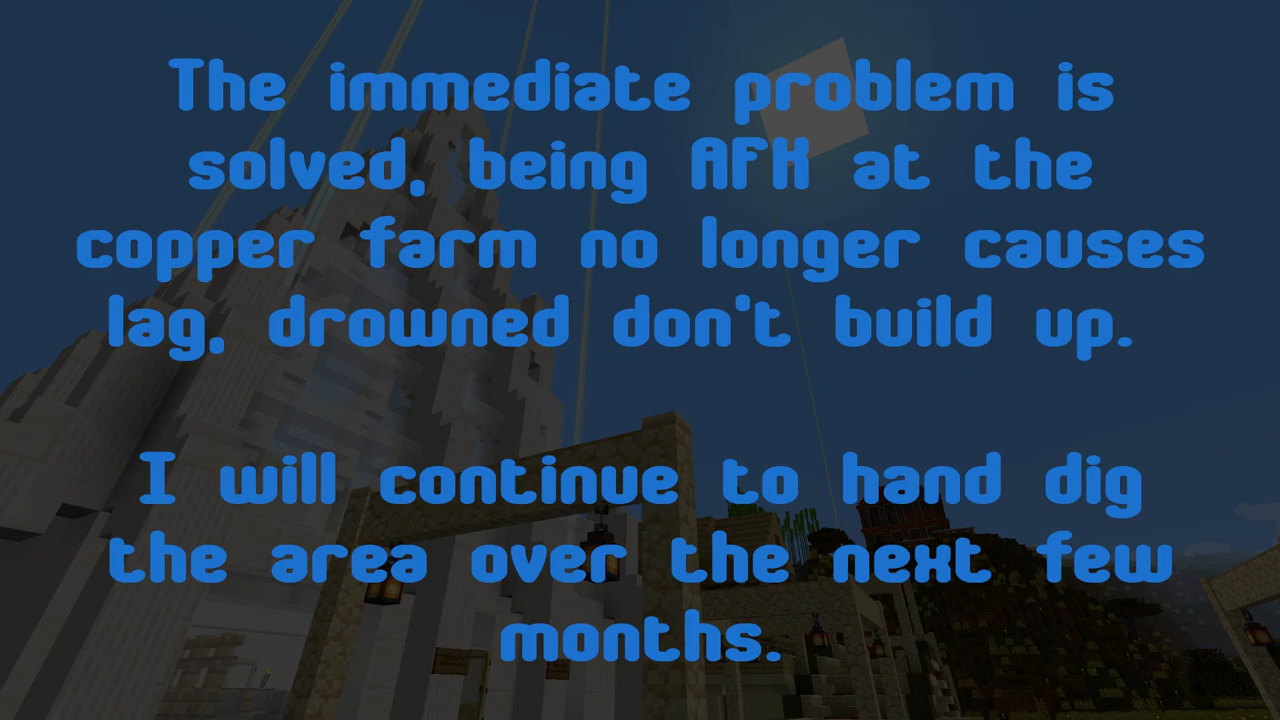 The immediate problem is
solved, being AFK at the
copper farm no longer causes
lag, drowned don't build up.
I will continue to hand dig
the area over the next few
months.